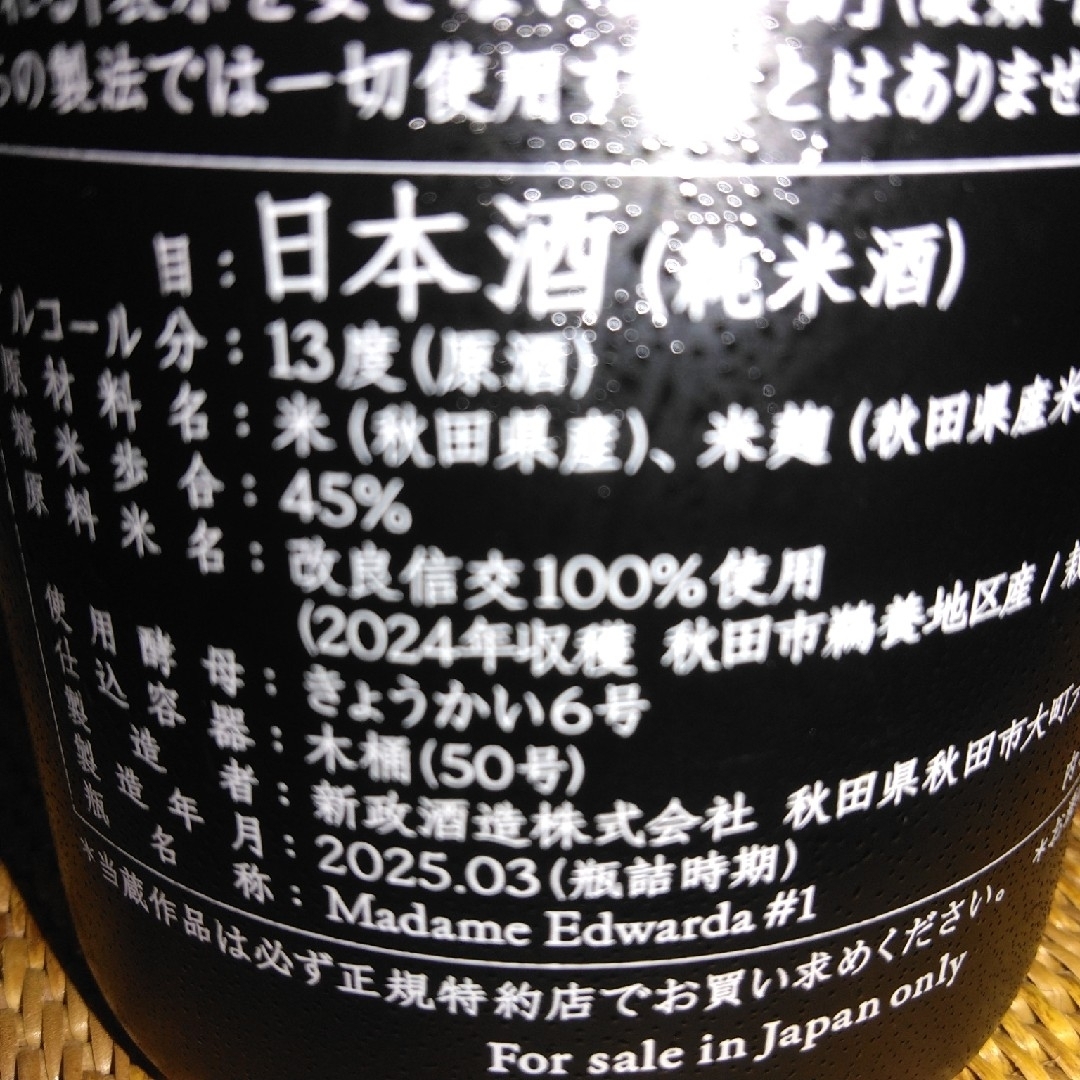 の製法では一切使用す とはありませ
目：日本酒（純米酒）
ルコール分：13度（原酒）
原材料名：米（秋田県産）、米麹（秋田県産米
精米歩合：45%
原料米名：改良信交100%使用
（2024年収穫 秋田市鵜養地区産/
使用酵母：きょうかい6号
仕込容器：木桶（50号）
製造者：新政酒造株式会社 秋田県秋田市大町
製造年月：2025.03（瓶詰時期）
瓶名称：Madame Edwarda #1
＊当蔵作品は必ず正規特約店でお買い求めください。
For sale in Japan only